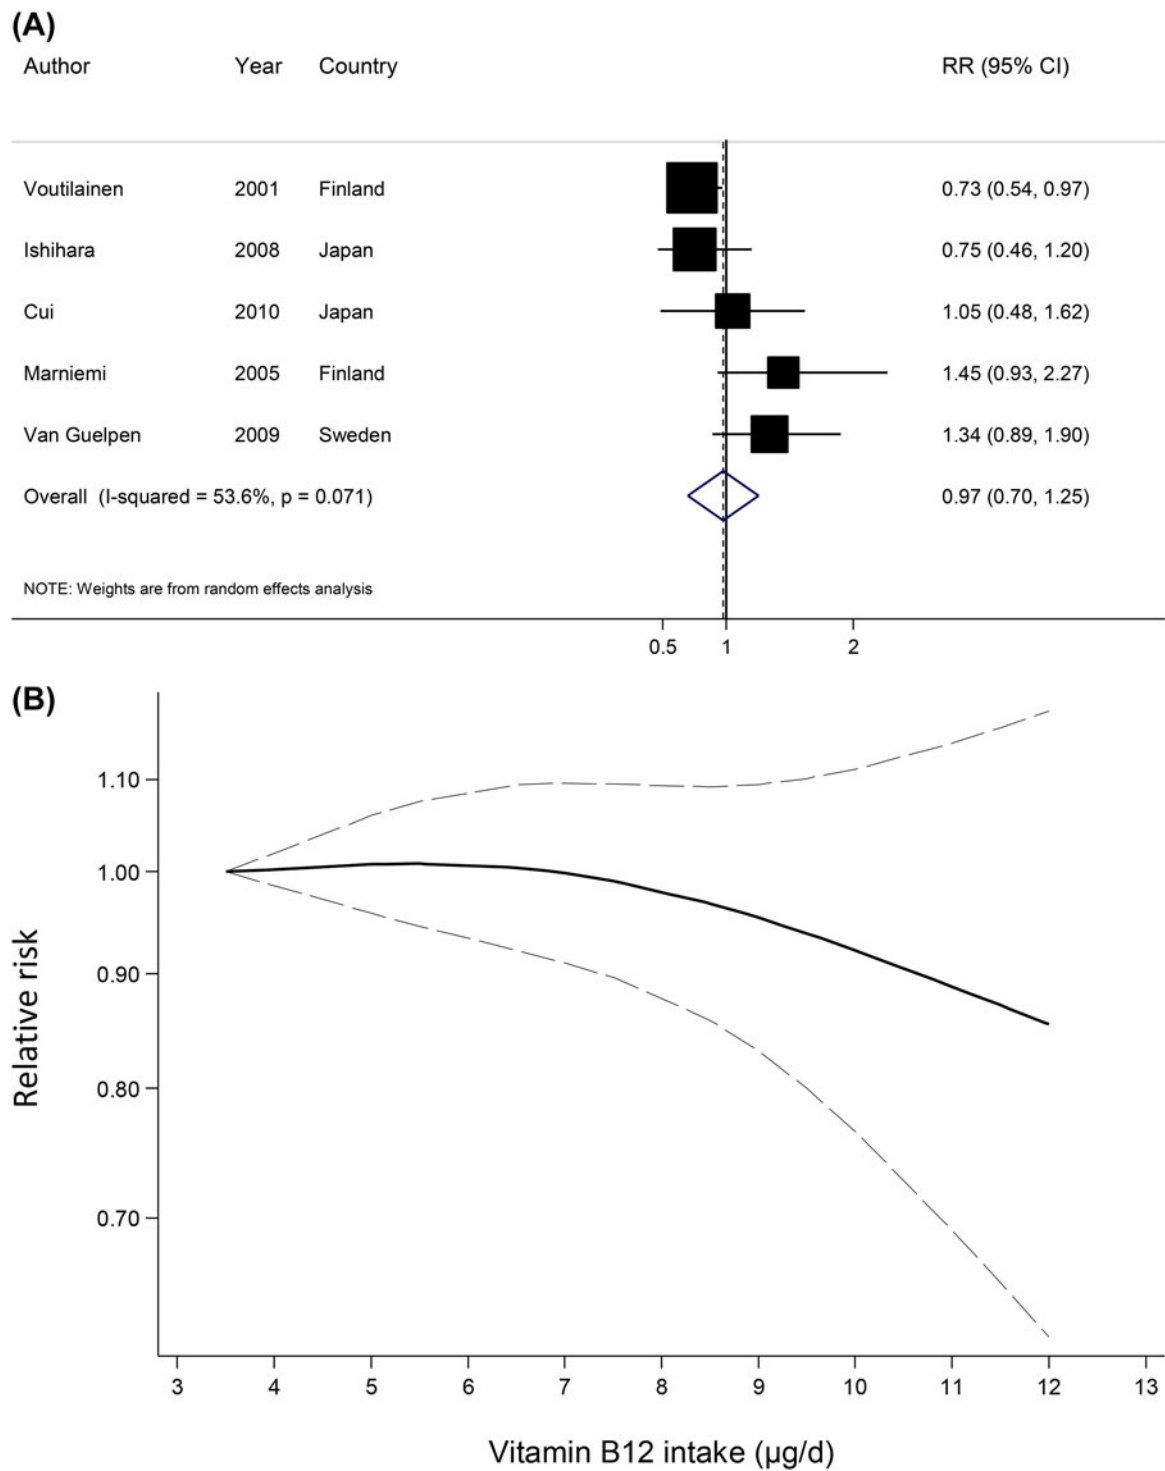 (A)
Author Year Country RR (95% CI)
Voutilainen 2001 Finland 0.73 (0.54, 0.97)
Ishihara 2008 Japan 0.75 (0.46, 1.20)
Cui 2010 Japan 1.05 (0.48, 1.62)
Marniemi 2005 Finland 1.45 (0.93, 2.27)
Van Guelpen 2009 Sweden 1.34 (0.89, 1.90)
Overall (I-squared = 53.6%, p = 0.071) 0.97 (0.70, 1.25)
NOTE: Weights are from random effects analysis
0.5 1 2
(B)
1.10
1.00
0.90
0.80
0.70
Relative risk
3 4 5 6 7 8 9 10 11 12 13
Vitamin B12 intake (μg/d)